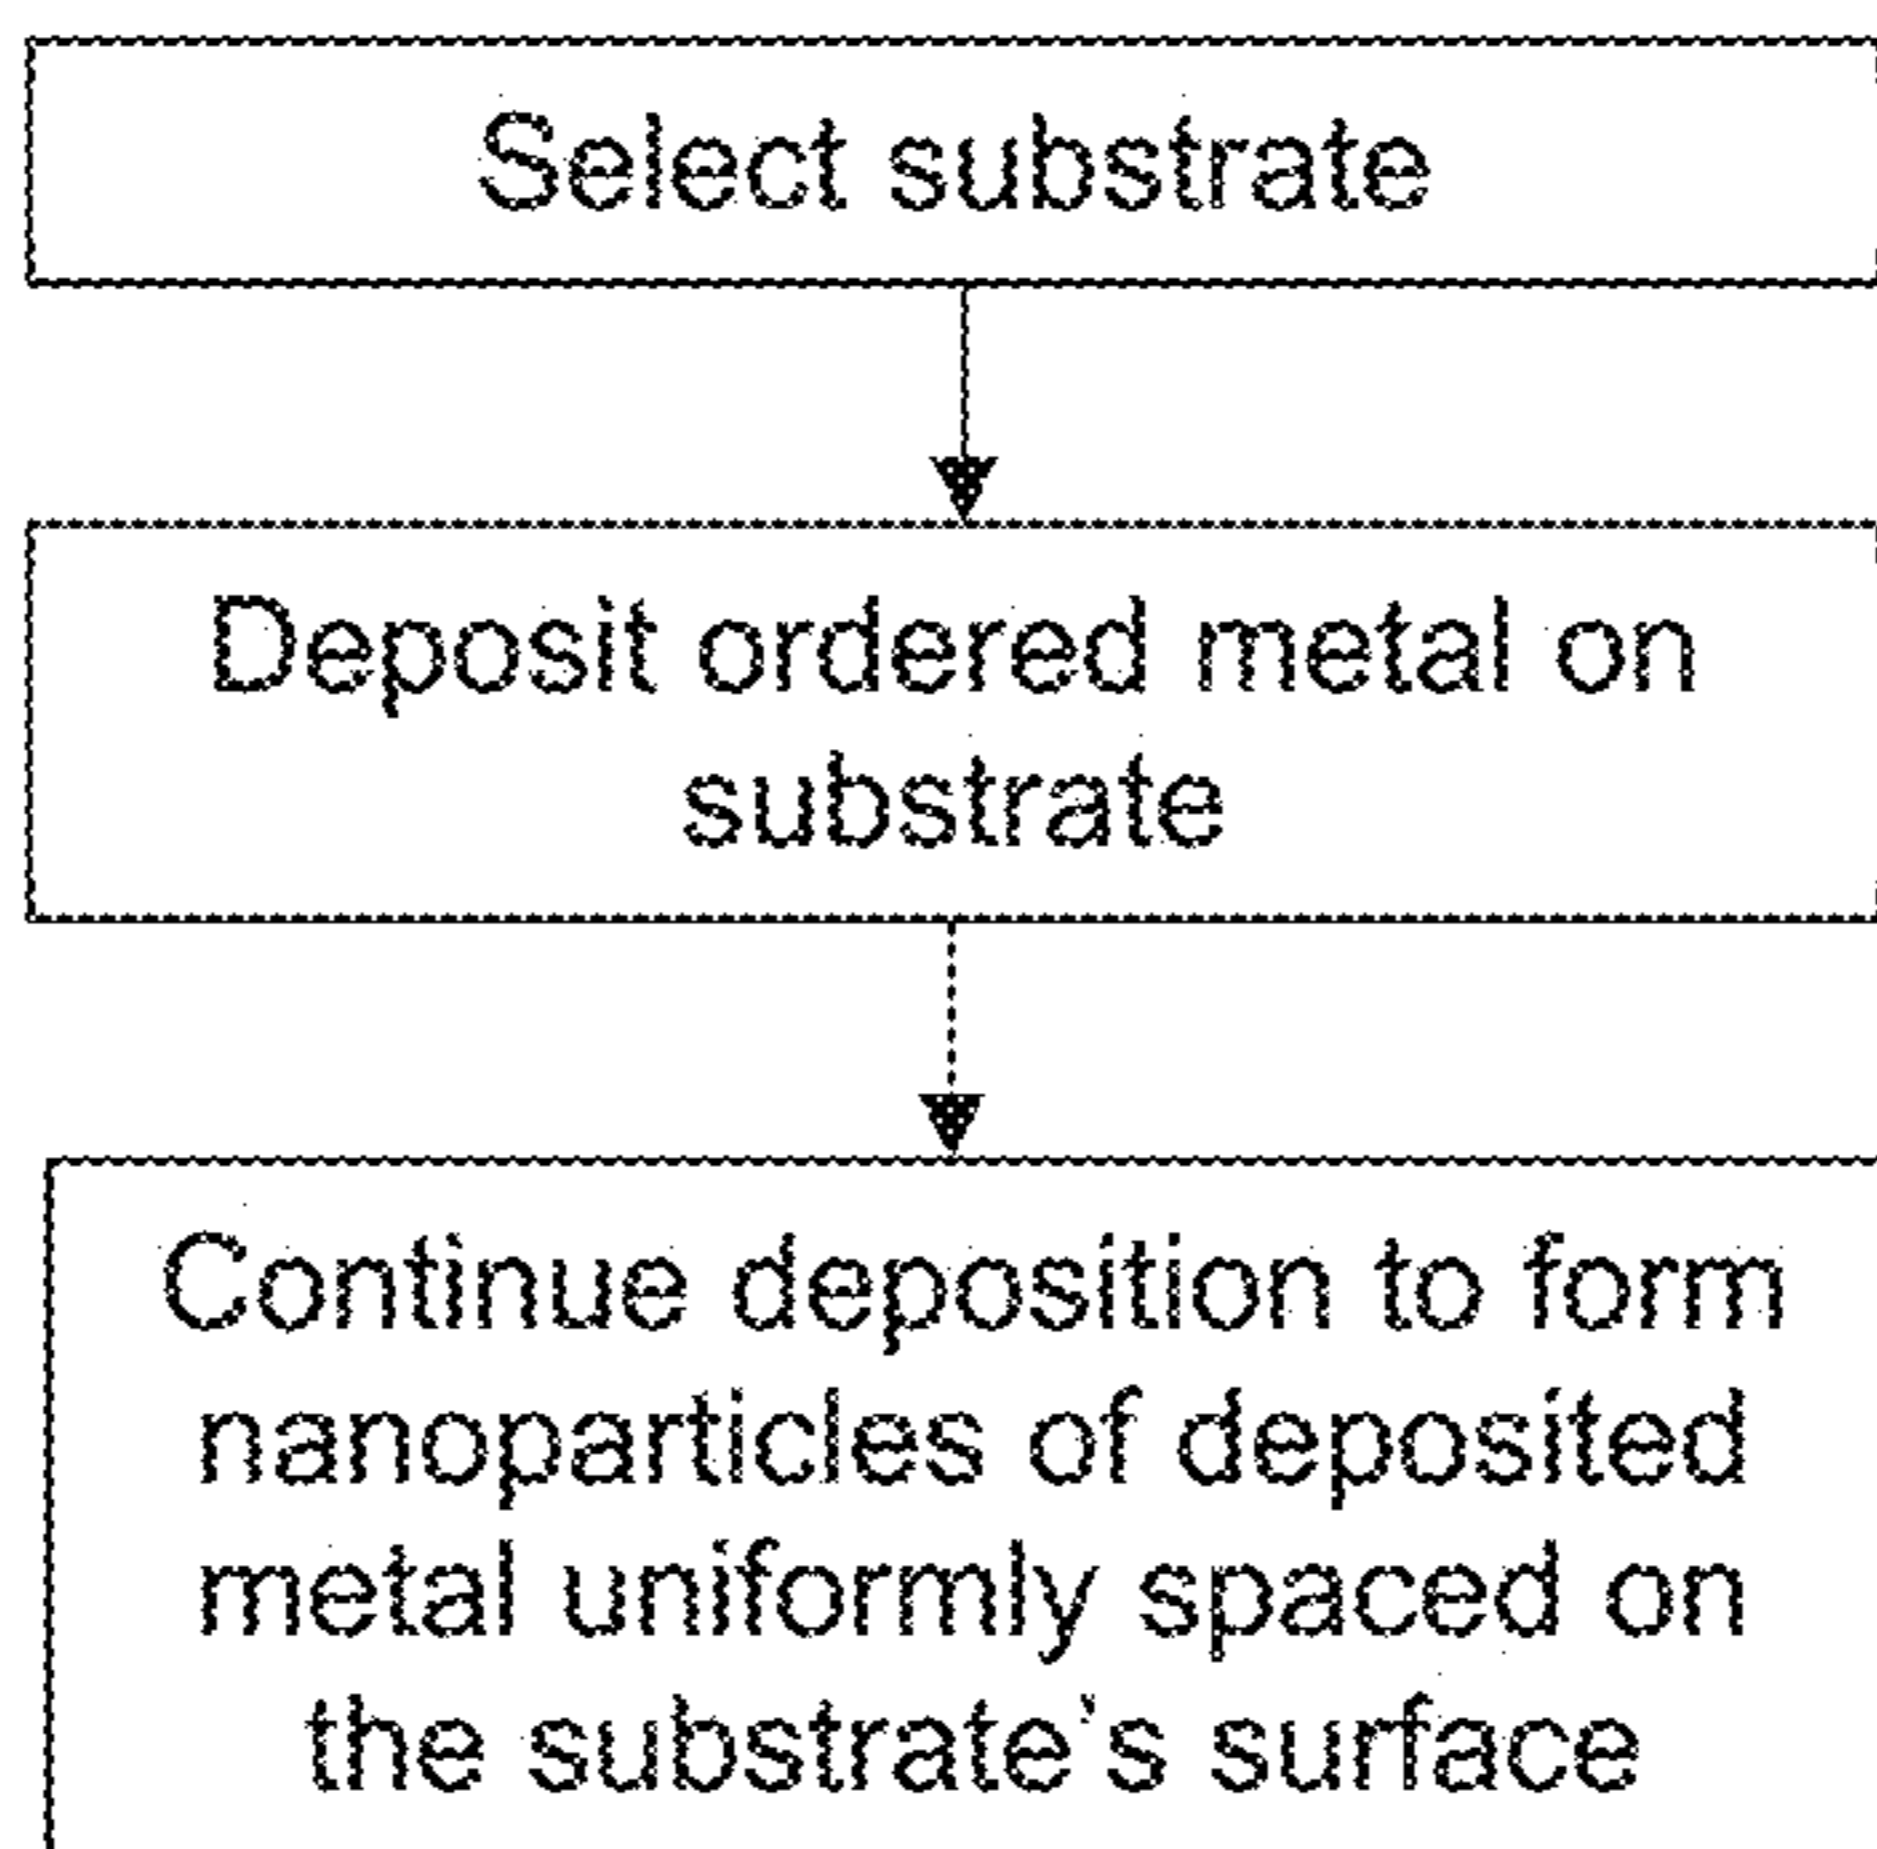 Select substrate
Deposit ordered metal on
substrate
Continue deposition to form
nanoparticles of deposited
metal uniformly spaced on
the substrate's surface